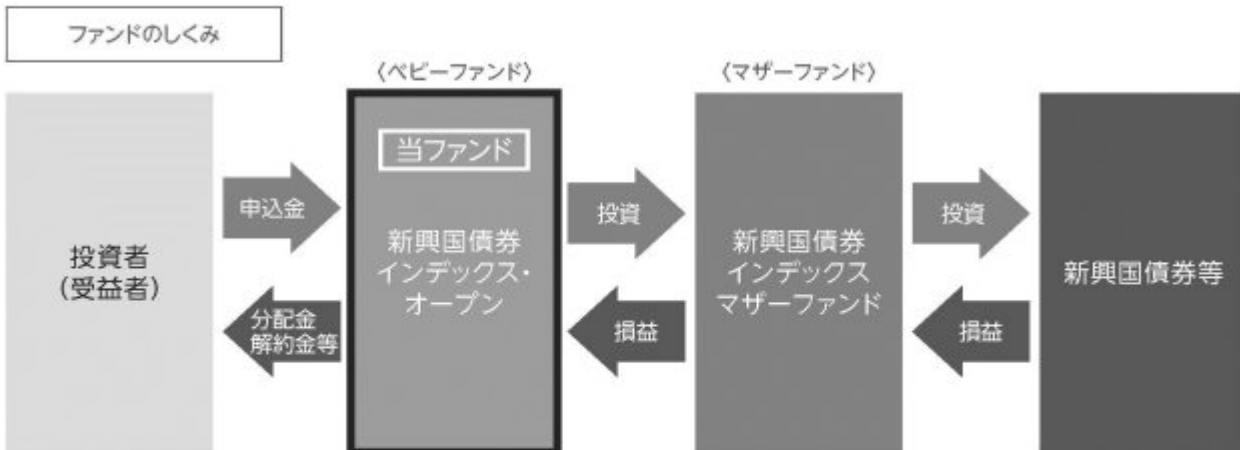 ファンドのしくみ
〈ベビーファンド〉
〈マザーファンド〉
投資者
（受益者）
申込金
分配金
解約金等
当ファンド
新興国債券
インデックス・
オープン
投資
損益
新興国債券
インデックス
マザーファンド
投資
損益
新興国債券等